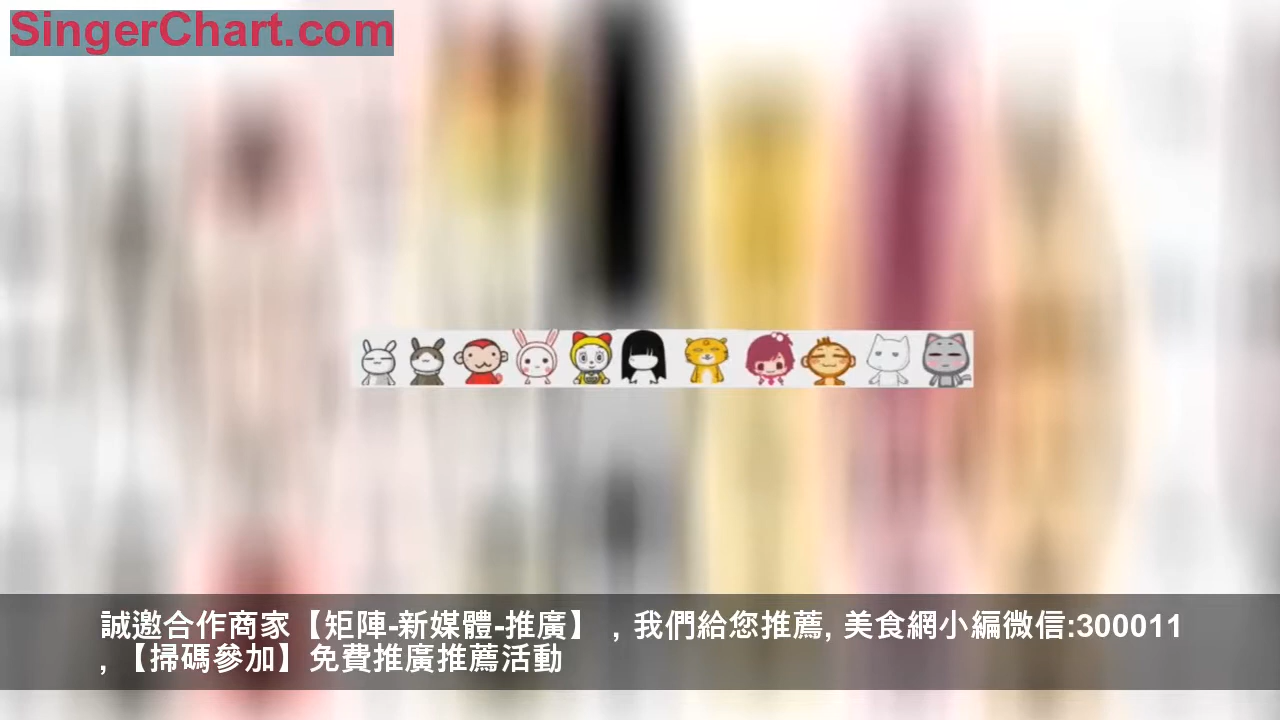 SingerChart.com
誠邀合作商家【矩陣-新媒體-推廣】，我們給您推薦, 美食網小編微信:300011
, 【掃碼參加】免費推廣推薦活動